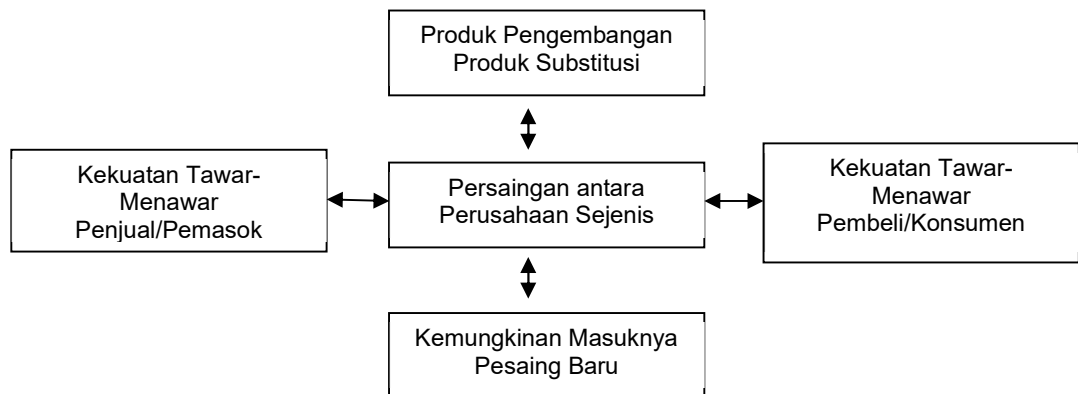 Produk Pengembangan
Produk Substitusi
Kekuatan Tawar-
Menawar
Penjual/Pemasok
Persaingan antara
Perusahaan Sejenis
Kekuatan Tawar-
Menawar
Pembeli/Konsumen
Kemungkinan Masuknya
Pesaing Baru